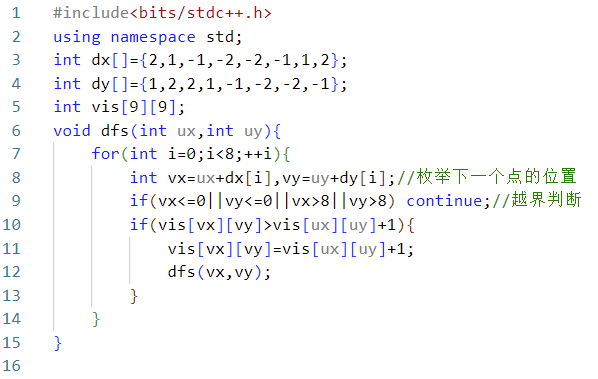 1 #include<bits/stdc++.h>
2 using namespace std;
3 int dx[]={2,1,-1,-2,-2,-1,1,2};
4 int dy[]={1,2,2,1,-1,-2,-2,-1};
5 int vis[9][9];
6 void dfs(int ux,int uy){
7     for(int i=0;i<8;++i){
8         int vx=ux+dx[i],vy=uy+dy[i];//枚举下一个点的位置
9         if(vx<=0||vy<=0||vx>8||vy>8) continue;//越界判断
10         if(vis[vx][vy]>vis[ux][uy]+1){
11             vis[vx][vy]=vis[ux][uy]+1;
12             dfs(vx,vy);
13         }
14     }
15 }
16